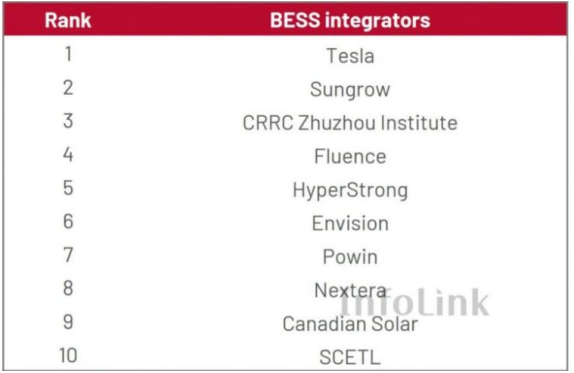 Rank BESS integrators
1 Tesla
2 Sungrow
3 CRRC Zhuzhou Institute
4 Fluence
5 HyperStrong
6 Envision
7 Powin
8 Nextera
InfoLink
9 Canadian Solar
10 SCETL